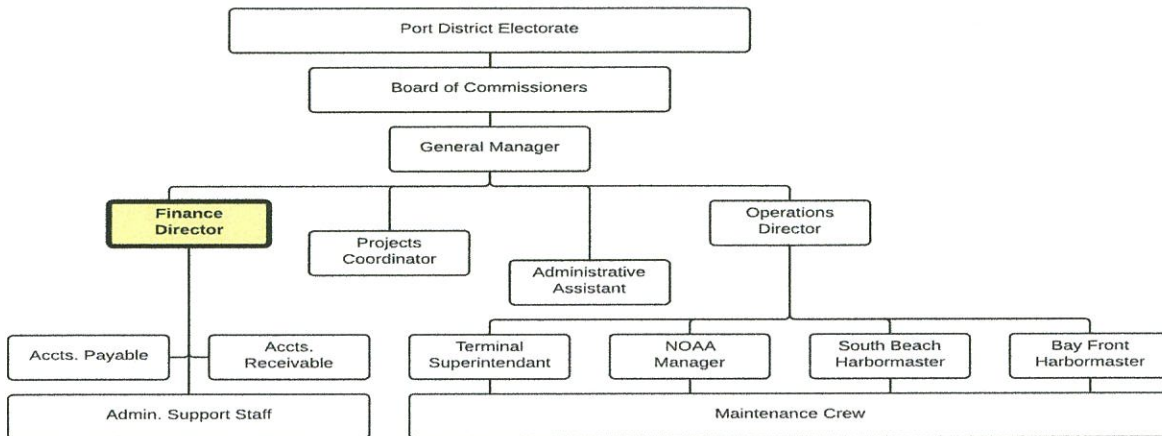 Port District Electorate
Board of Commissioners
General Manager
Finance
Director
Projects
Coordinator
Administrative
Assistant
Operations
Director
Accts. Payable
Accts.
Receivable
Terminal
Superintendant
NOAA
Manager
South Beach
Harbormaster
Bay Front
Harbormaster
Admin. Support Staff
Maintenance Crew